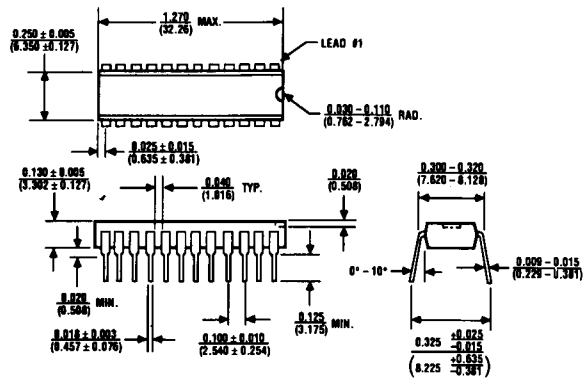 1.270
(32.26) MAX.
0.250 ± 0.005
(6.350 ± 0.127)
LEAD #1
0.030 – 0.110
(0.762 – 2.794) RAD.
0.025 ± 0.015
(0.635 ± 0.381)
0.130 ± 0.005
(3.302 ± 0.127)
0.040
(1.016) TYP.
0.020
(0.508)
0.300 – 0.320
(7.620 – 8.128)
0° – 10°
0.009 – 0.015
(0.229 – 0.381)
0.020
(0.508) MIN.
0.125
(3.175) MIN.
0.018 ± 0.003
(0.457 ± 0.076)
0.100 ± 0.010
(2.540 ± 0.254)
0.325 +0.025 −0.015
(8.225 +0.635 −0.381)